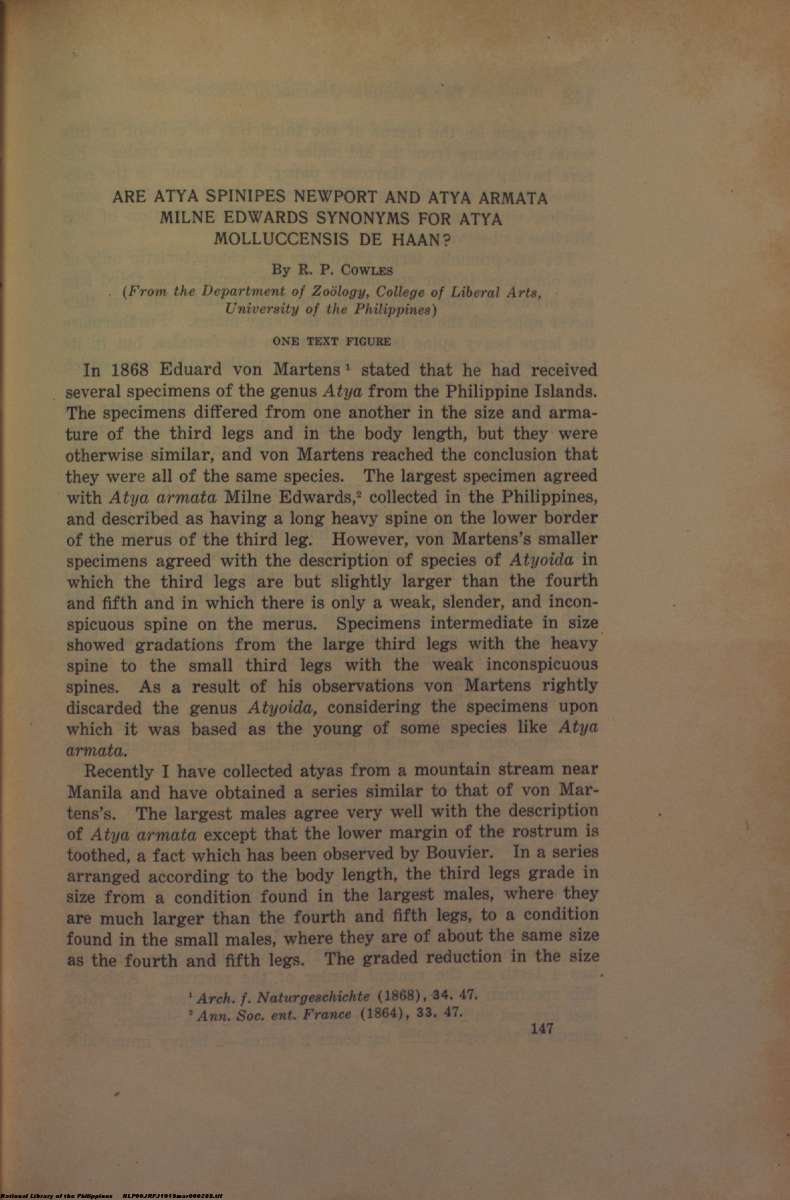 ARE ATYA SPINIPES NEWPORT AND ATYA ARMATA
MILNE EDWARDS SYNONYMS FOR ATYA
MOLLUCCENSIS DE HAAN?
By R. P. COWLES
(From the Department of Zoölogy, College of Liberal Arts,
University of the Philippines)
ONE TEXT FIGURE
In 1868 Eduard von Martens ¹ stated that he had received
several specimens of the genus Atya from the Philippine Islands.
The specimens differed from one another in the size and arma-
ture of the third legs and in the body length, but they were
otherwise similar, and von Martens reached the conclusion that
they were all of the same species. The largest specimen agreed
with Atya armata Milne Edwards,² collected in the Philippines,
and described as having a long heavy spine on the lower border
of the merus of the third leg. However, von Martens's smaller
specimens agreed with the description of species of Atyoida in
which the third legs are but slightly larger than the fourth
and fifth and in which there is only a weak, slender, and incon-
spicuous spine on the merus. Specimens intermediate in size
showed gradations from the large third legs with the heavy
spine to the small third legs with the weak inconspicuous
spines. As a result of his observations von Martens rightly
discarded the genus Atyoida, considering the specimens upon
which it was based as the young of some species like Atya
armata.
Recently I have collected atyas from a mountain stream near
Manila and have obtained a series similar to that of von Mar-
tens's. The largest males agree very well with the description
of Atya armata except that the lower margin of the rostrum is
toothed, a fact which has been observed by Bouvier. In a series
arranged according to the body length, the third legs grade in
size from a condition found in the largest males, where they
are much larger than the fourth and fifth legs, to a condition
found in the small males, where they are of about the same size
as the fourth and fifth legs. The graded reduction in the size
¹ Arch. f. Naturgeschichte (1868), 34, 47.
² Ann. Soc. ent. France (1864), 33, 47.
147
National Library of the Philippines